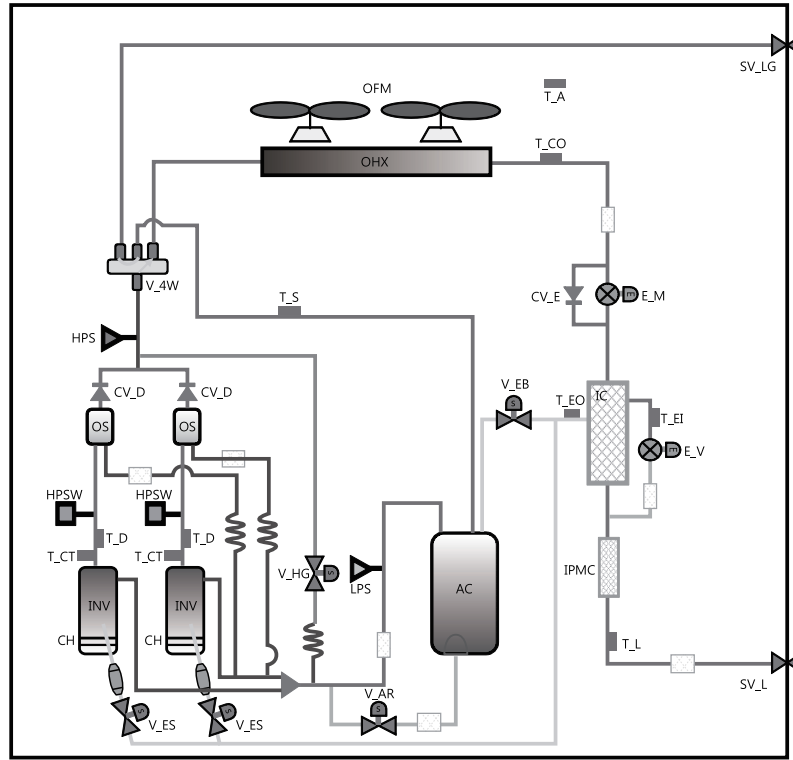 SV_LG
OFM
T_A
T_CO
OHX
V_4W
T_S
CV_E
E
E_M
HPS
CV_D
CV_D
V_EB
S
T_EO
IC
T_EI
OS
OS
E
E_V
HPSW
HPSW
T_D
T_D
T_CT
T_CT
V_HG
S
LPS
IPMC
INV
INV
AC
CH
CH
T_L
SV_L
V_AR
S
S
V_ES
S
V_ES